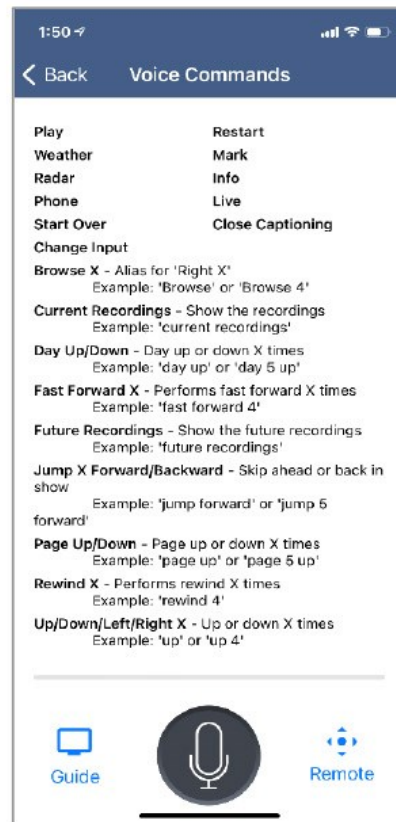 1:50
Back Voice Commands
Play Restart
Weather Mark
Radar Info
Phone Live
Start Over Close Captioning
Change Input
Browse X - Alias for 'Right X'
Example: 'Browse' or 'Browse 4'
Current Recordings - Show the recordings
Example: 'current recordings'
Day Up/Down - Day up or down X times
Example: 'day up' or 'day 5 up'
Fast Forward X - Performs fast forward X times
Example: 'fast forward 4'
Future Recordings - Show the future recordings
Example: 'future recordings'
Jump X Forward/Backward - Skip ahead or back in
show
Example: 'jump forward' or 'jump 5
forward'
Page Up/Down - Page up or down X times
Example: 'page up' or 'page 5 up'
Rewind X - Performs rewind X times
Example: 'rewind 4'
Up/Down/Left/Right X - Up or down X times
Example: 'up' or 'up 4'
Guide Remote